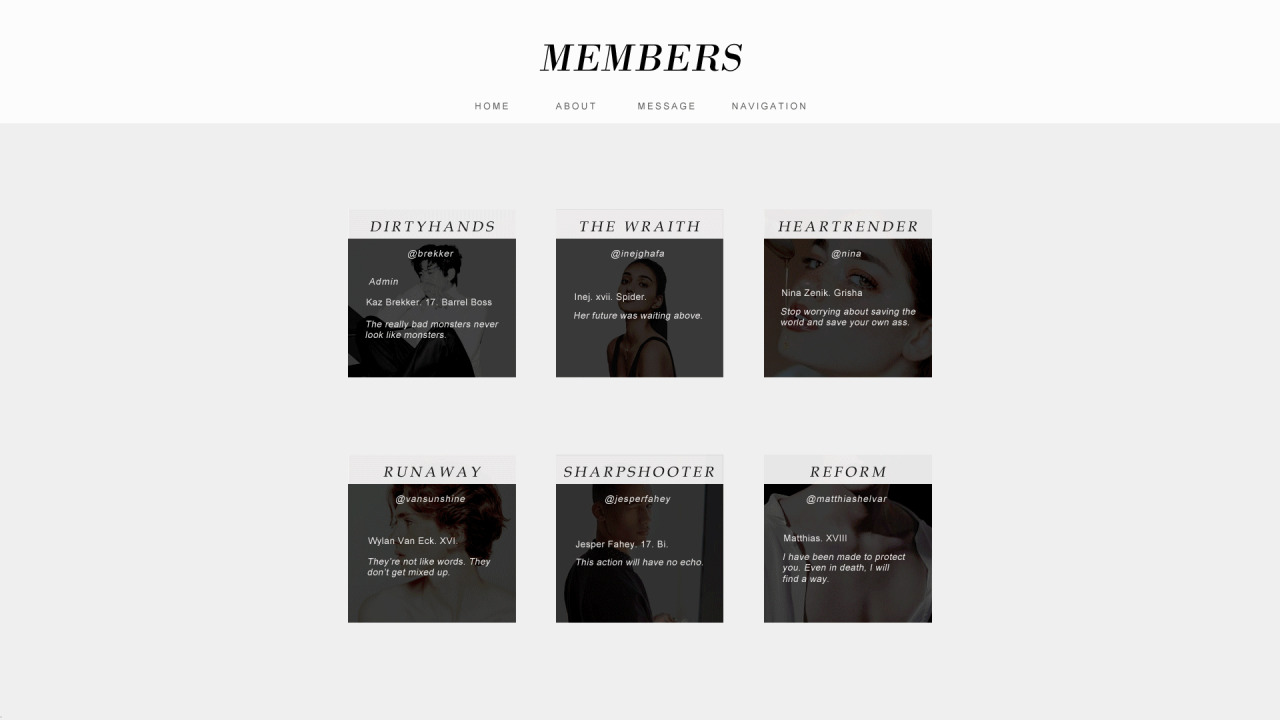 MEMBERS
HOME ABOUT MESSAGE NAVIGATION
DIRTYHANDS
@brekker
Admin
Kaz Brekker. 17. Barrel Boss
The really bad monsters never
look like monsters.
THE WRAITH
@inejghafa
Inej. xvii. Spider.
Her future was waiting above.
HEARTRENDER
@nina
Nina Zenik. Grisha
Stop worrying about saving the
world and save your own ass.
RUNAWAY
@vansunshine
Wylan Van Eck. XVI.
They're not like words. They
don't get mixed up.
SHARPSHOOTER
@jesperfahey
Jesper Fahey. 17. Bi.
This action will have no echo.
REFORM
@matthiashelvar
Matthias. XVIII
I have been made to protect
you. Even in death, I will
find a way.